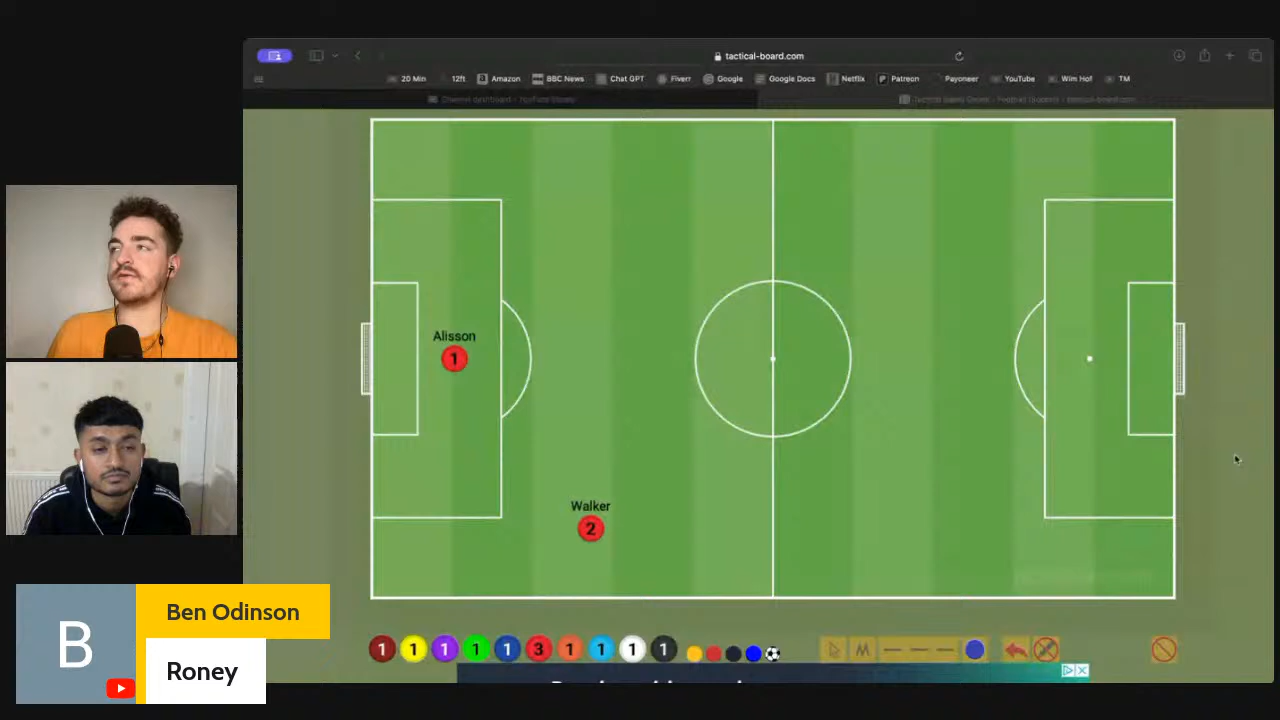 tactical-board.com
20 Min 12ft Amazon BBC News Chat GPT Fiverr Google Google Docs Netflix Patreon Payoneer YouTube Wim Hof TM
Alisson
1
Walker
2
1 1 1 1 1 3 1 1 1 1
B
Ben Odinson
Roney